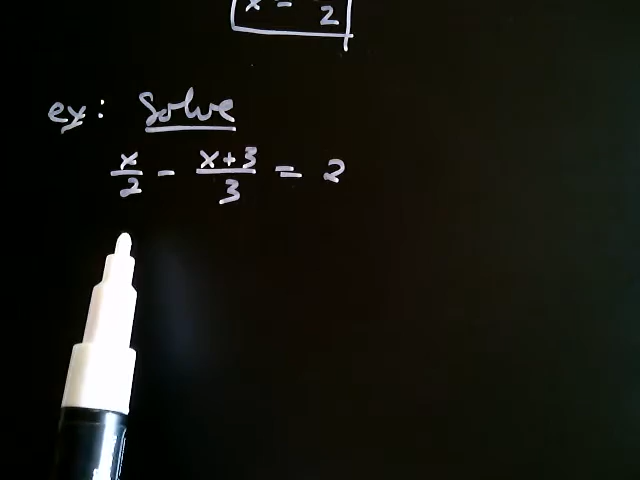 x = 2
ex: Solve
x/2 - x+3/3 = 2